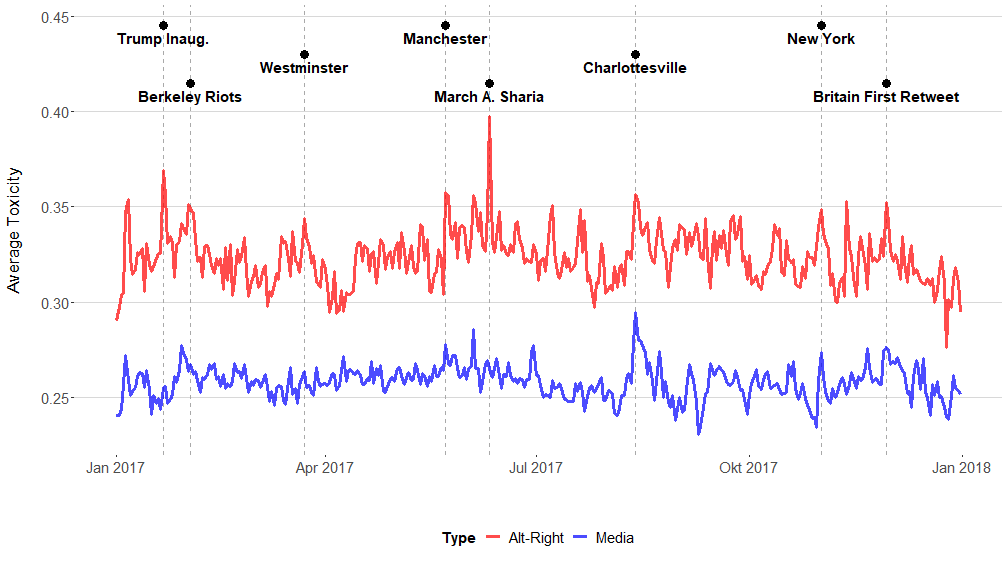 0.45
Trump Inaug.
Manchester
New York
Westminster
Charlottesville
Berkeley Riots
March A. Sharia
Britain First Retweet
0.40
0.35
0.30
0.25
Average Toxicity
Jan 2017
Apr 2017
Jul 2017
Okt 2017
Jan 2018
Type Alt-Right Media